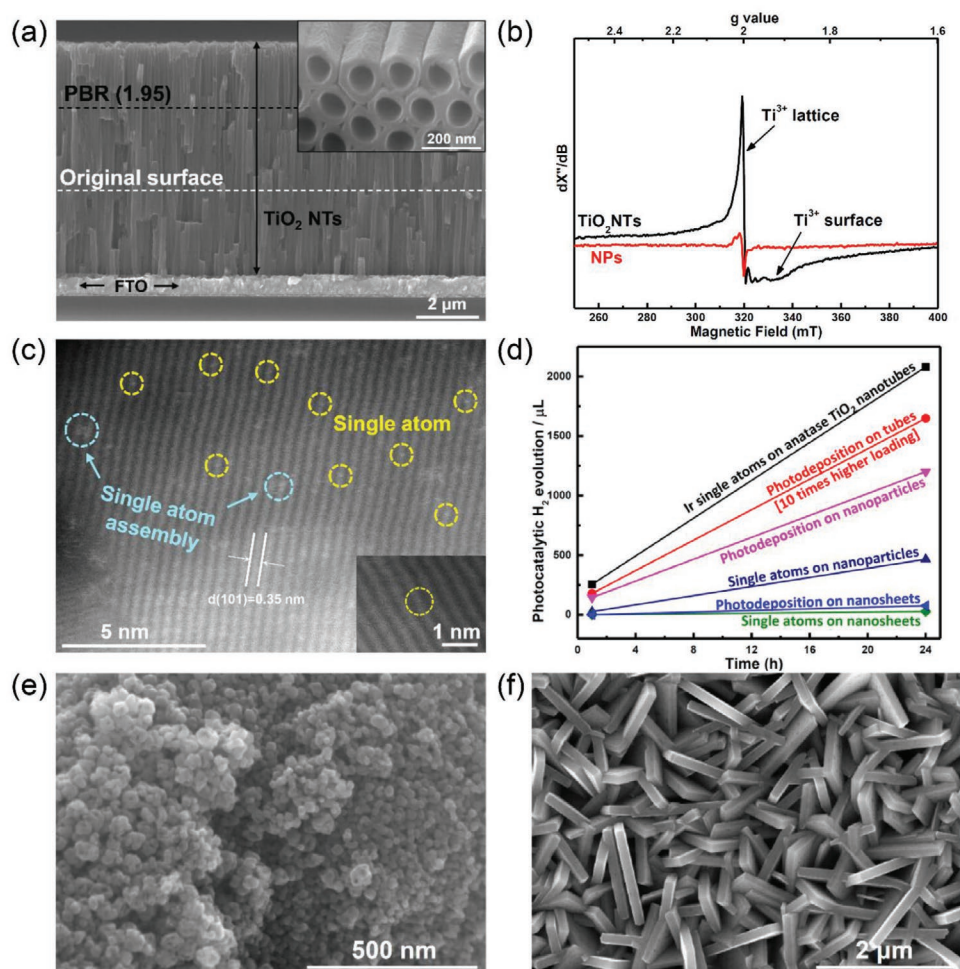 (a)
PBR (1.95)
Original surface
TiO₂ NTs
FTO
2 μm
200 nm
(b)
g value
2.4 2.2 2 1.8 1.6
dX"/dB
Ti³⁺ lattice
Ti³⁺ surface
TiO₂NTs
NPs
260 280 300 320 340 360 380 400
Magnetic Field (mT)
(c)
Single atom
Single atom
assembly
d(101)=0.35 nm
5 nm
1 nm
(d)
Photocatalytic H₂ evolution / μL
2000
1500
1000
500
0
Ir single atoms on anatase TiO₂ nanotubes
Photodeposition on tubes
[10 times higher loading]
Photodeposition on nanoparticles
Single atoms on nanoparticles
Photodeposition on nanosheets
Single atoms on nanosheets
0 4 8 12 16 20 24
Time (h)
(e)
500 nm
(f)
2 μm